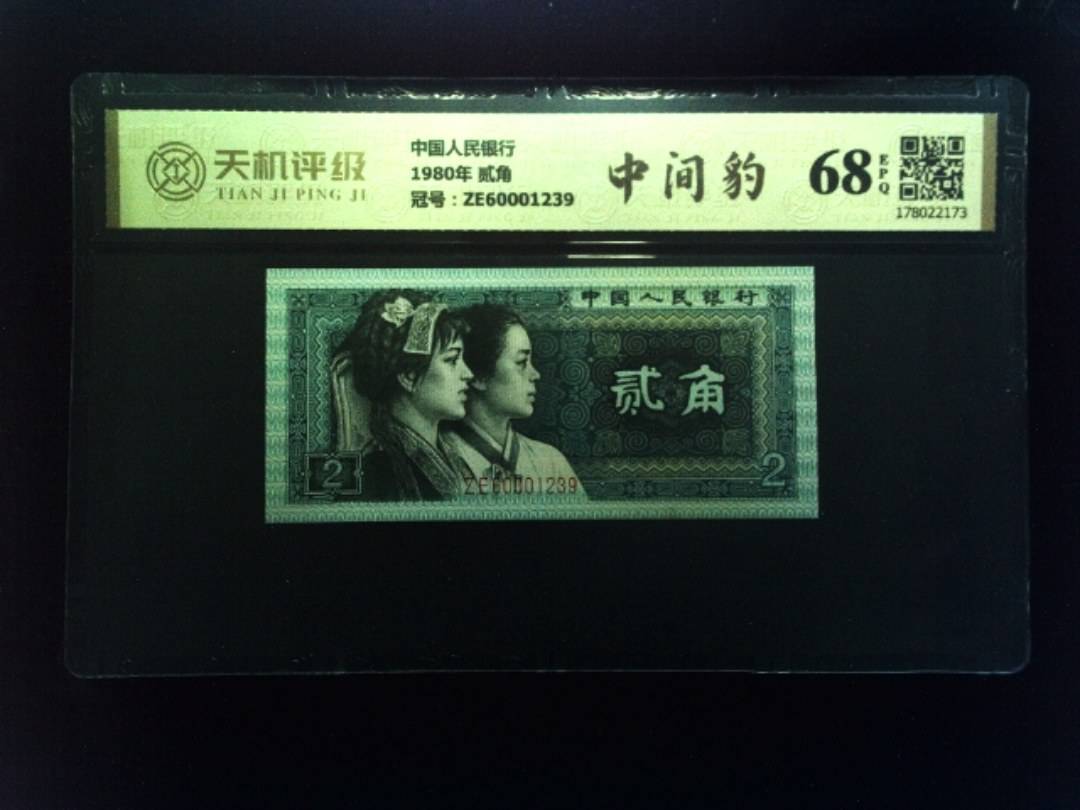 天机评级
TIAN JI PING JI
中国人民银行
1980年 贰角
冠号：ZE60001239
中间豹
68
EPQ
178022173
中国人民银行
贰角
2
ZE60001239
2